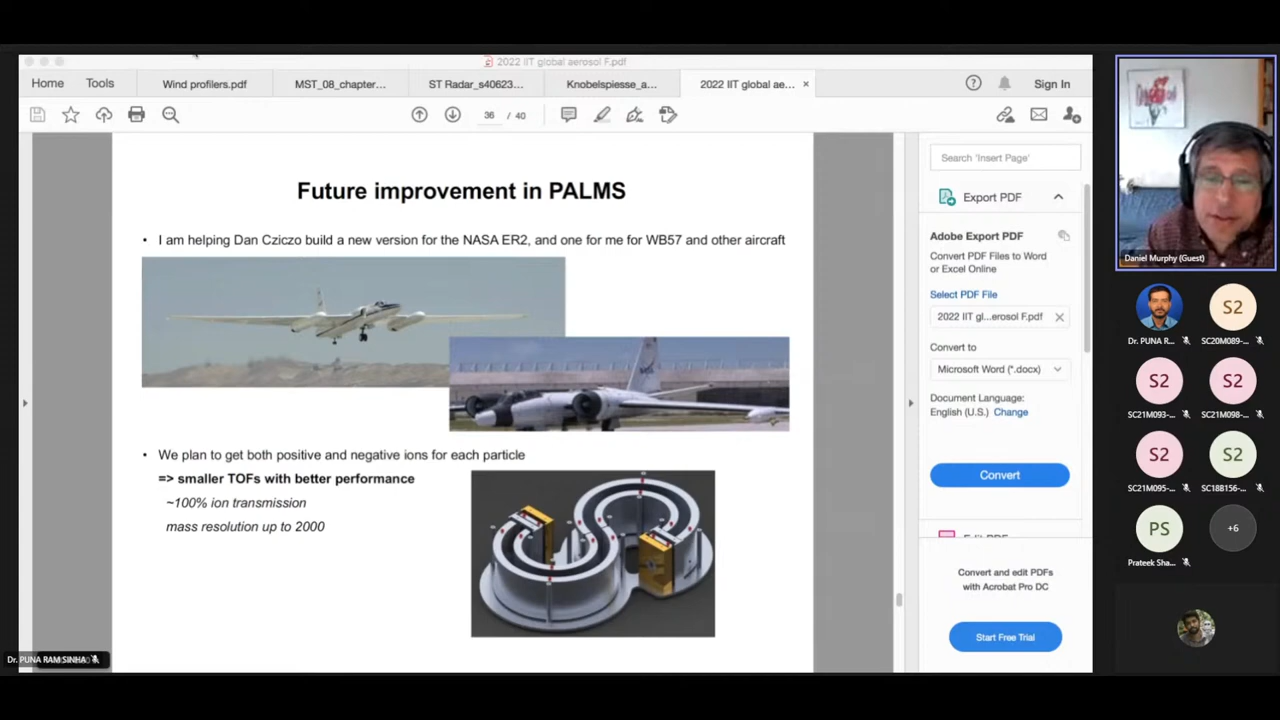 2022 IIT global aerosol F.pdf
Home
Tools
Wind profilers.pdf
MST_08_chapter...
ST Radar_s40623...
Knobelspiesse_a...
2022 IIT global ae...
Sign In
36 / 40
Future improvement in PALMS
• I am helping Dan Cziczo build a new version for the NASA ER2, and one for me for WB57 and other aircraft
• We plan to get both positive and negative ions for each particle
=> smaller TOFs with better performance
~100% ion transmission
mass resolution up to 2000
Search 'Insert Page'
Export PDF
Adobe Export PDF
Convert PDF Files to Word
or Excel Online
Select PDF File
2022 IIT gl...erosol F.pdf
Convert to
Microsoft Word (*.docx)
Document Language:
English (U.S.) Change
Convert
Convert and edit PDFs
with Acrobat Pro DC
Start Free Trial
Daniel Murphy (Guest)
Dr. PUNA R...
S2
SC20M089-...
S2
SC21M093-...
S2
SC21M098-...
S2
SC21M095-...
S2
SC18B156-...
PS
Prateek Sha...
+6
Dr. PUNA RAM SINHA